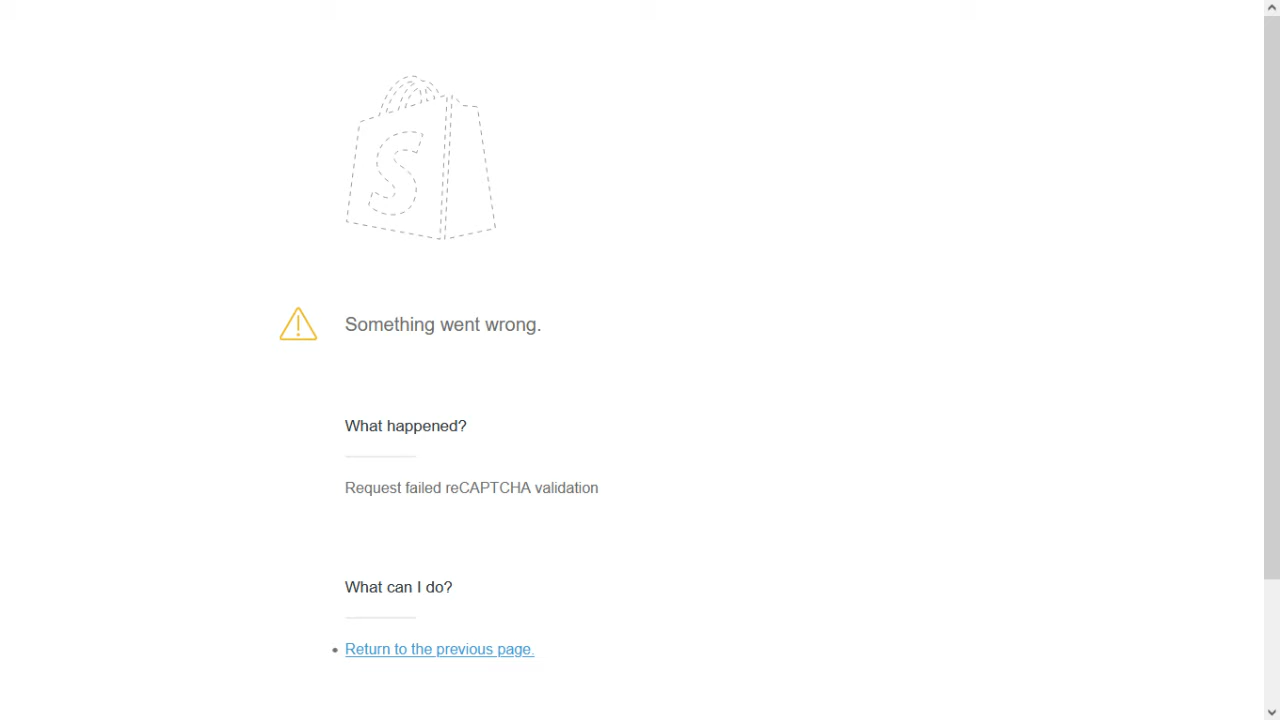 S
Something went wrong.
What happened?
Request failed reCAPTCHA validation
What can I do?
Return to the previous page.